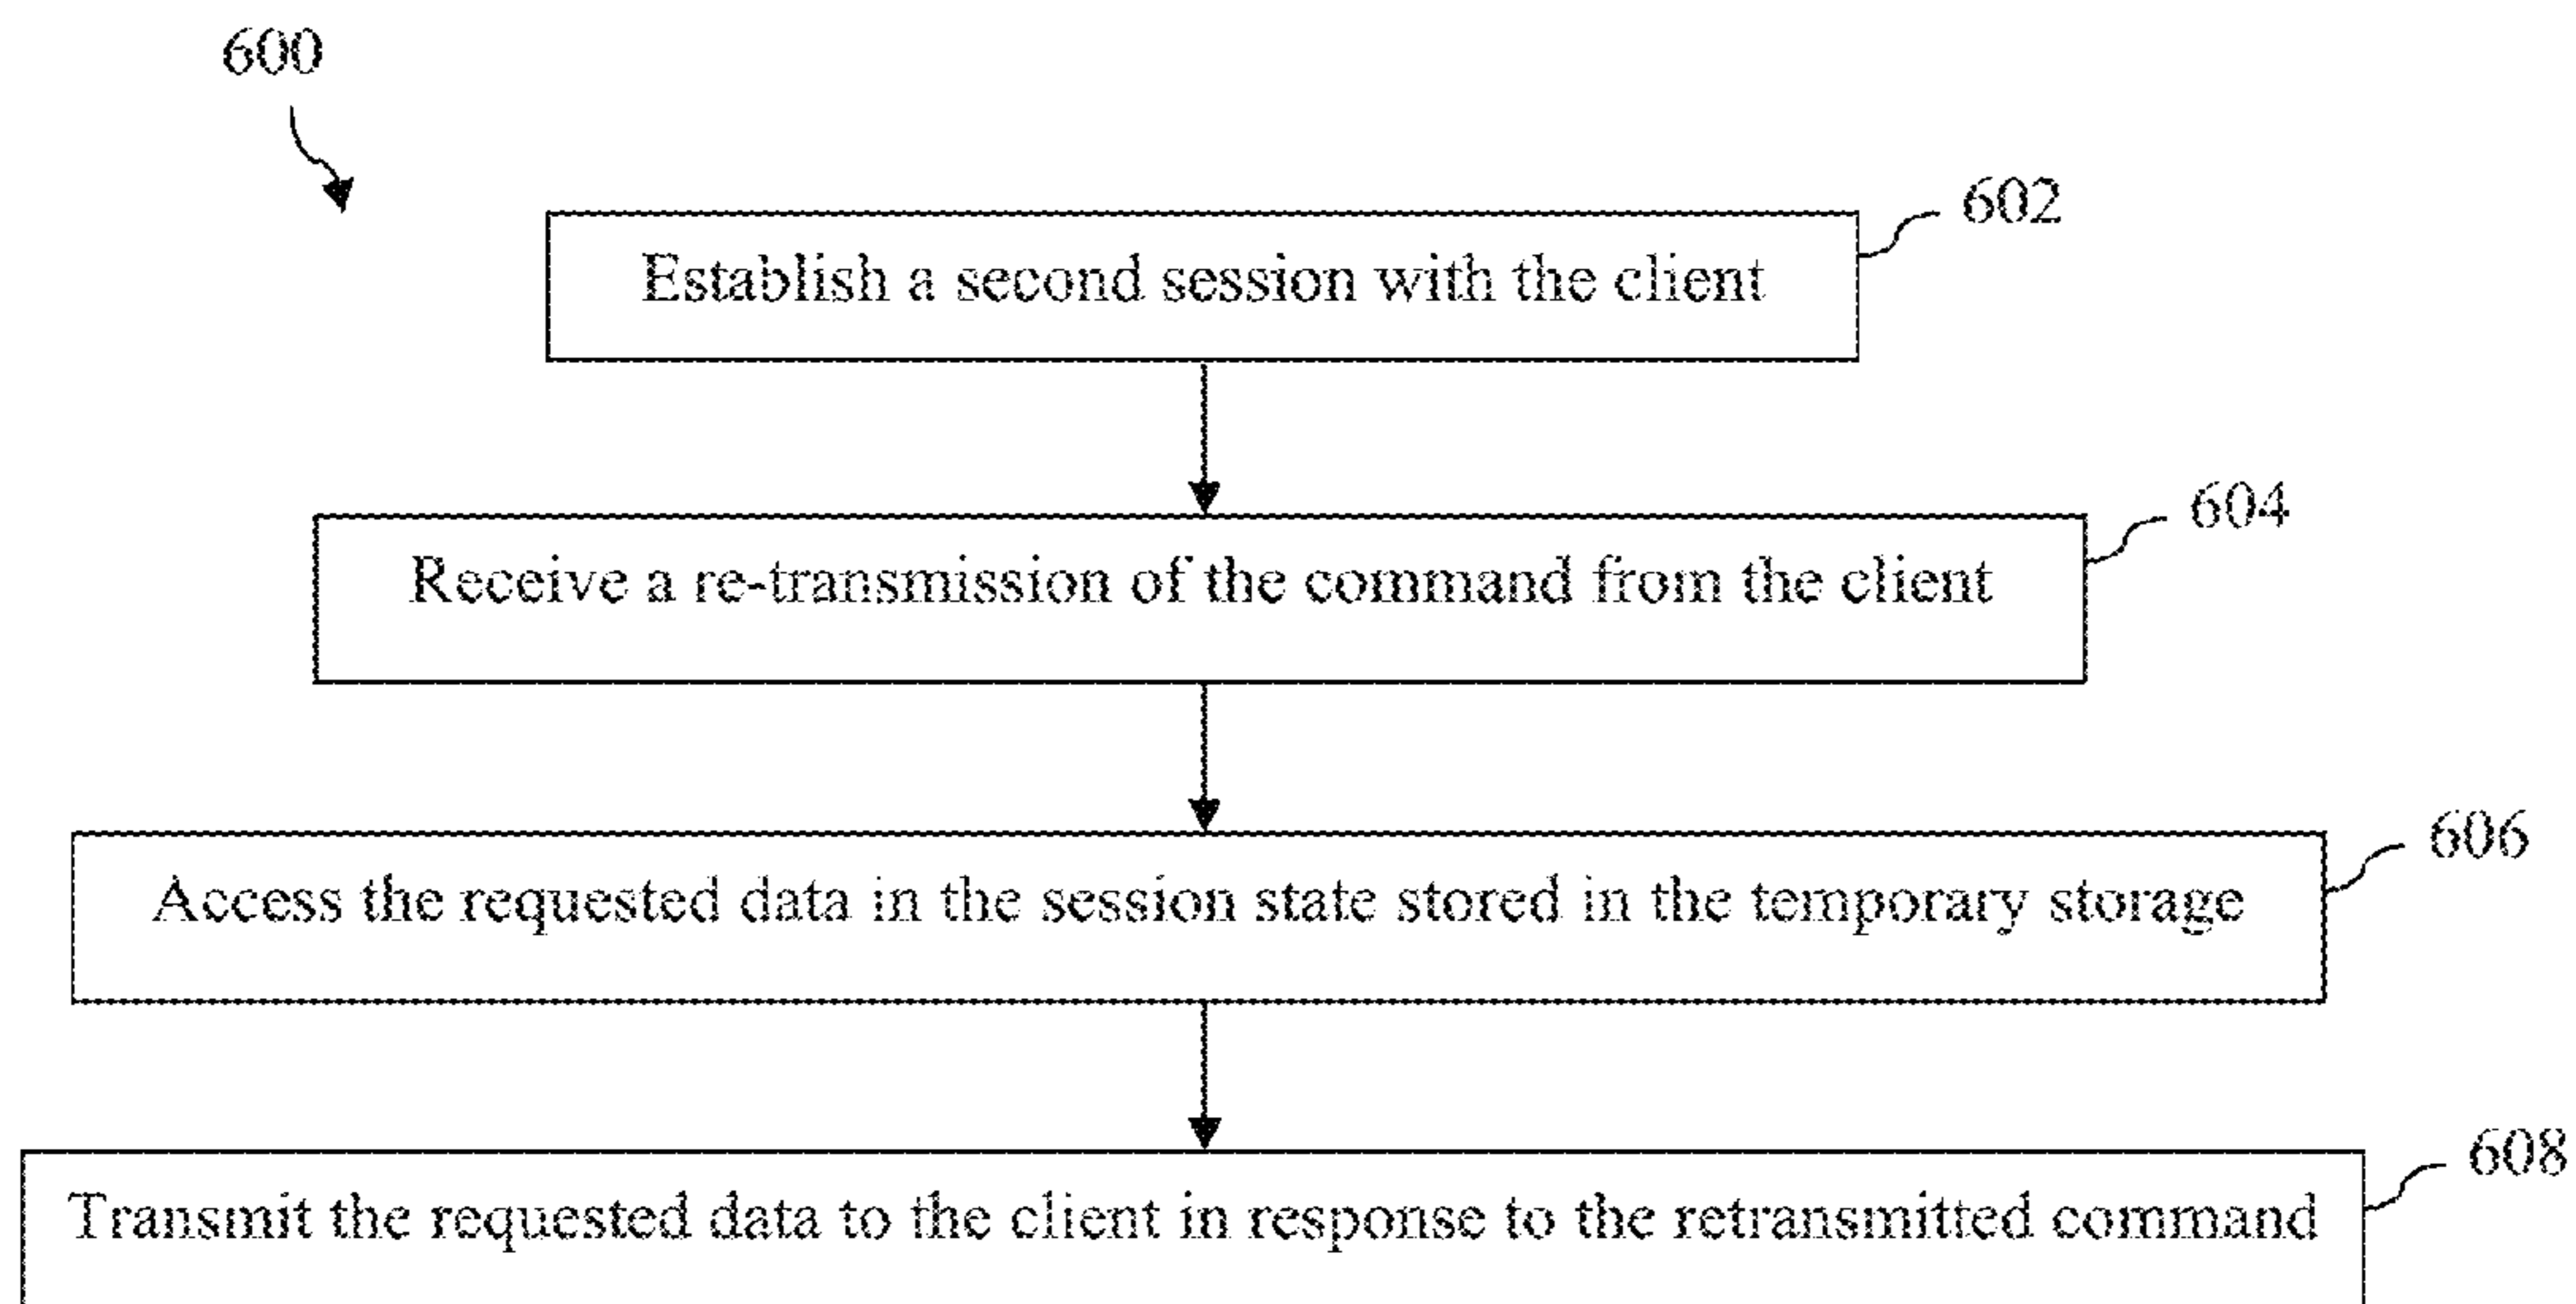 600
602
Establish a second session with the client
604
Receive a re-transmission of the command from the client
606
Access the requested data in the session state stored in the temporary storage
608
Transmit the requested data to the client in response to the retransmitted command